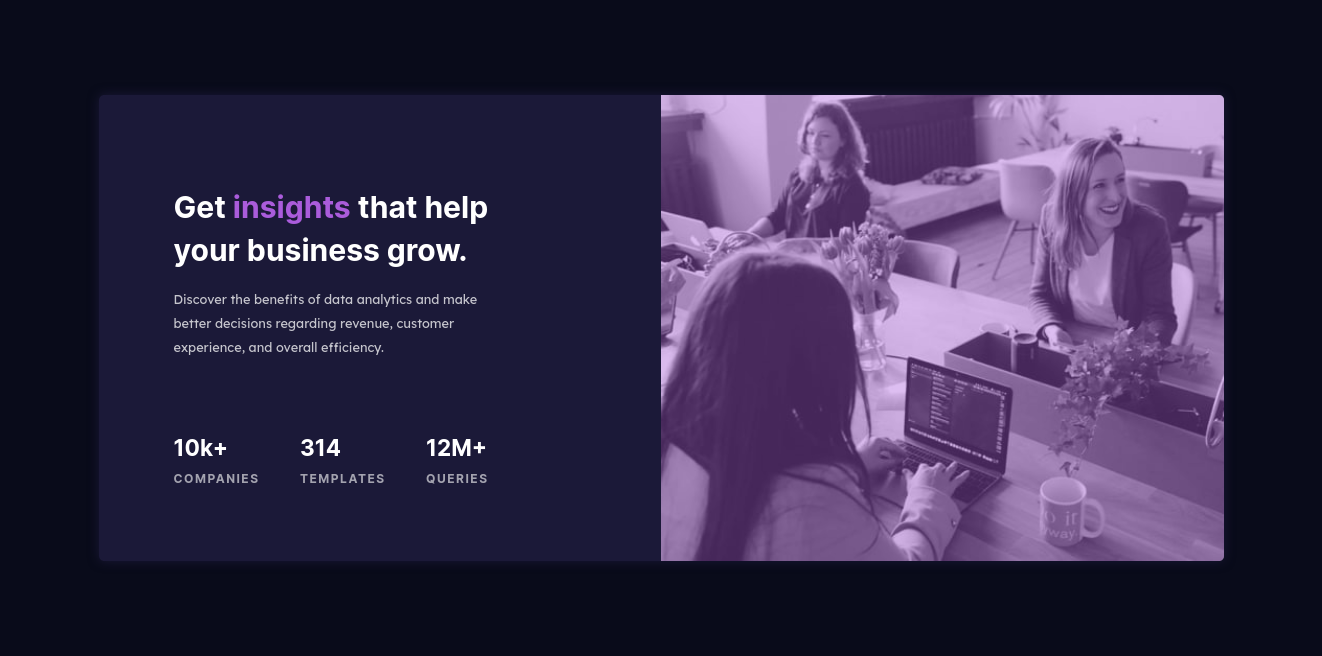 Get insights that help
your business grow.
Discover the benefits of data analytics and make
better decisions regarding revenue, customer
experience, and overall efficiency.
10k+ 314 12M+
COMPANIES TEMPLATES QUERIES